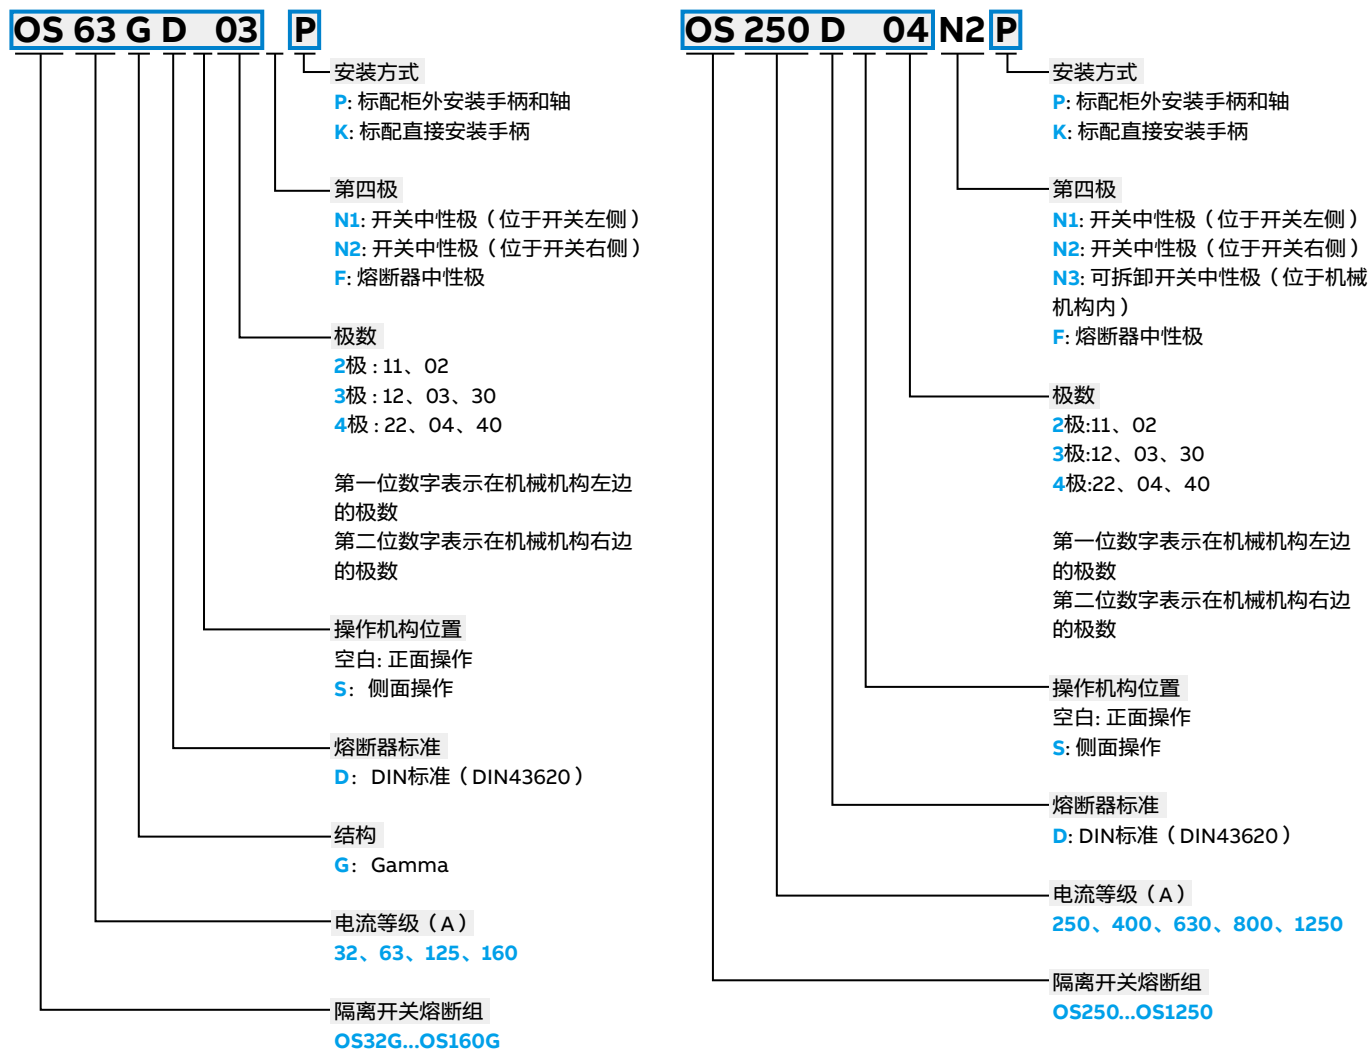 OS 63 G D 03 P
安装方式
P: 标配柜外安装手柄和轴
K: 标配直接安装手柄
第四极
N1: 开关中性极（位于开关左侧）
N2: 开关中性极（位于开关右侧）
F: 熔断器中性极
极数
2极 : 11、02
3极 : 12、03、30
4极 : 22、04、40
第一位数字表示在机械机构左边
的极数
第二位数字表示在机械机构右边
的极数
操作机构位置
空白: 正面操作
S: 侧面操作
熔断器标准
D: DIN标准（DIN43620）
结构
G: Gamma
电流等级（A）
32、63、125、160
隔离开关熔断组
OS32G...OS160G
OS 250 D 04 N2 P
安装方式
P: 标配柜外安装手柄和轴
K: 标配直接安装手柄
第四极
N1: 开关中性极（位于开关左侧）
N2: 开关中性极（位于开关右侧）
N3: 可拆卸开关中性极（位于机械
机构内）
F: 熔断器中性极
极数
2极:11、02
3极:12、03、30
4极:22、04、40
第一位数字表示在机械机构左边
的极数
第二位数字表示在机械机构右边
的极数
操作机构位置
空白: 正面操作
S: 侧面操作
熔断器标准
D: DIN标准（DIN43620）
电流等级（A）
250、400、630、800、1250
隔离开关熔断组
OS250...OS1250